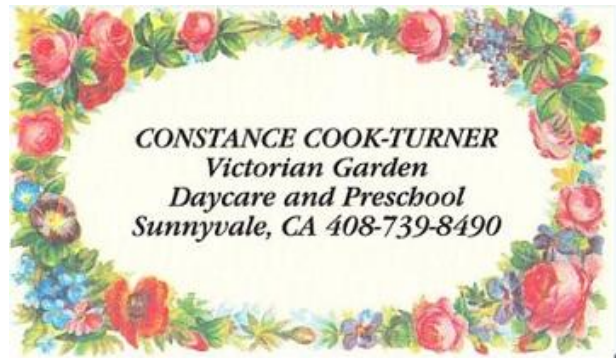 CONSTANCE COOK-TURNER
Victorian Garden
Daycare and Preschool
Sunnyvale, CA 408-739-8490